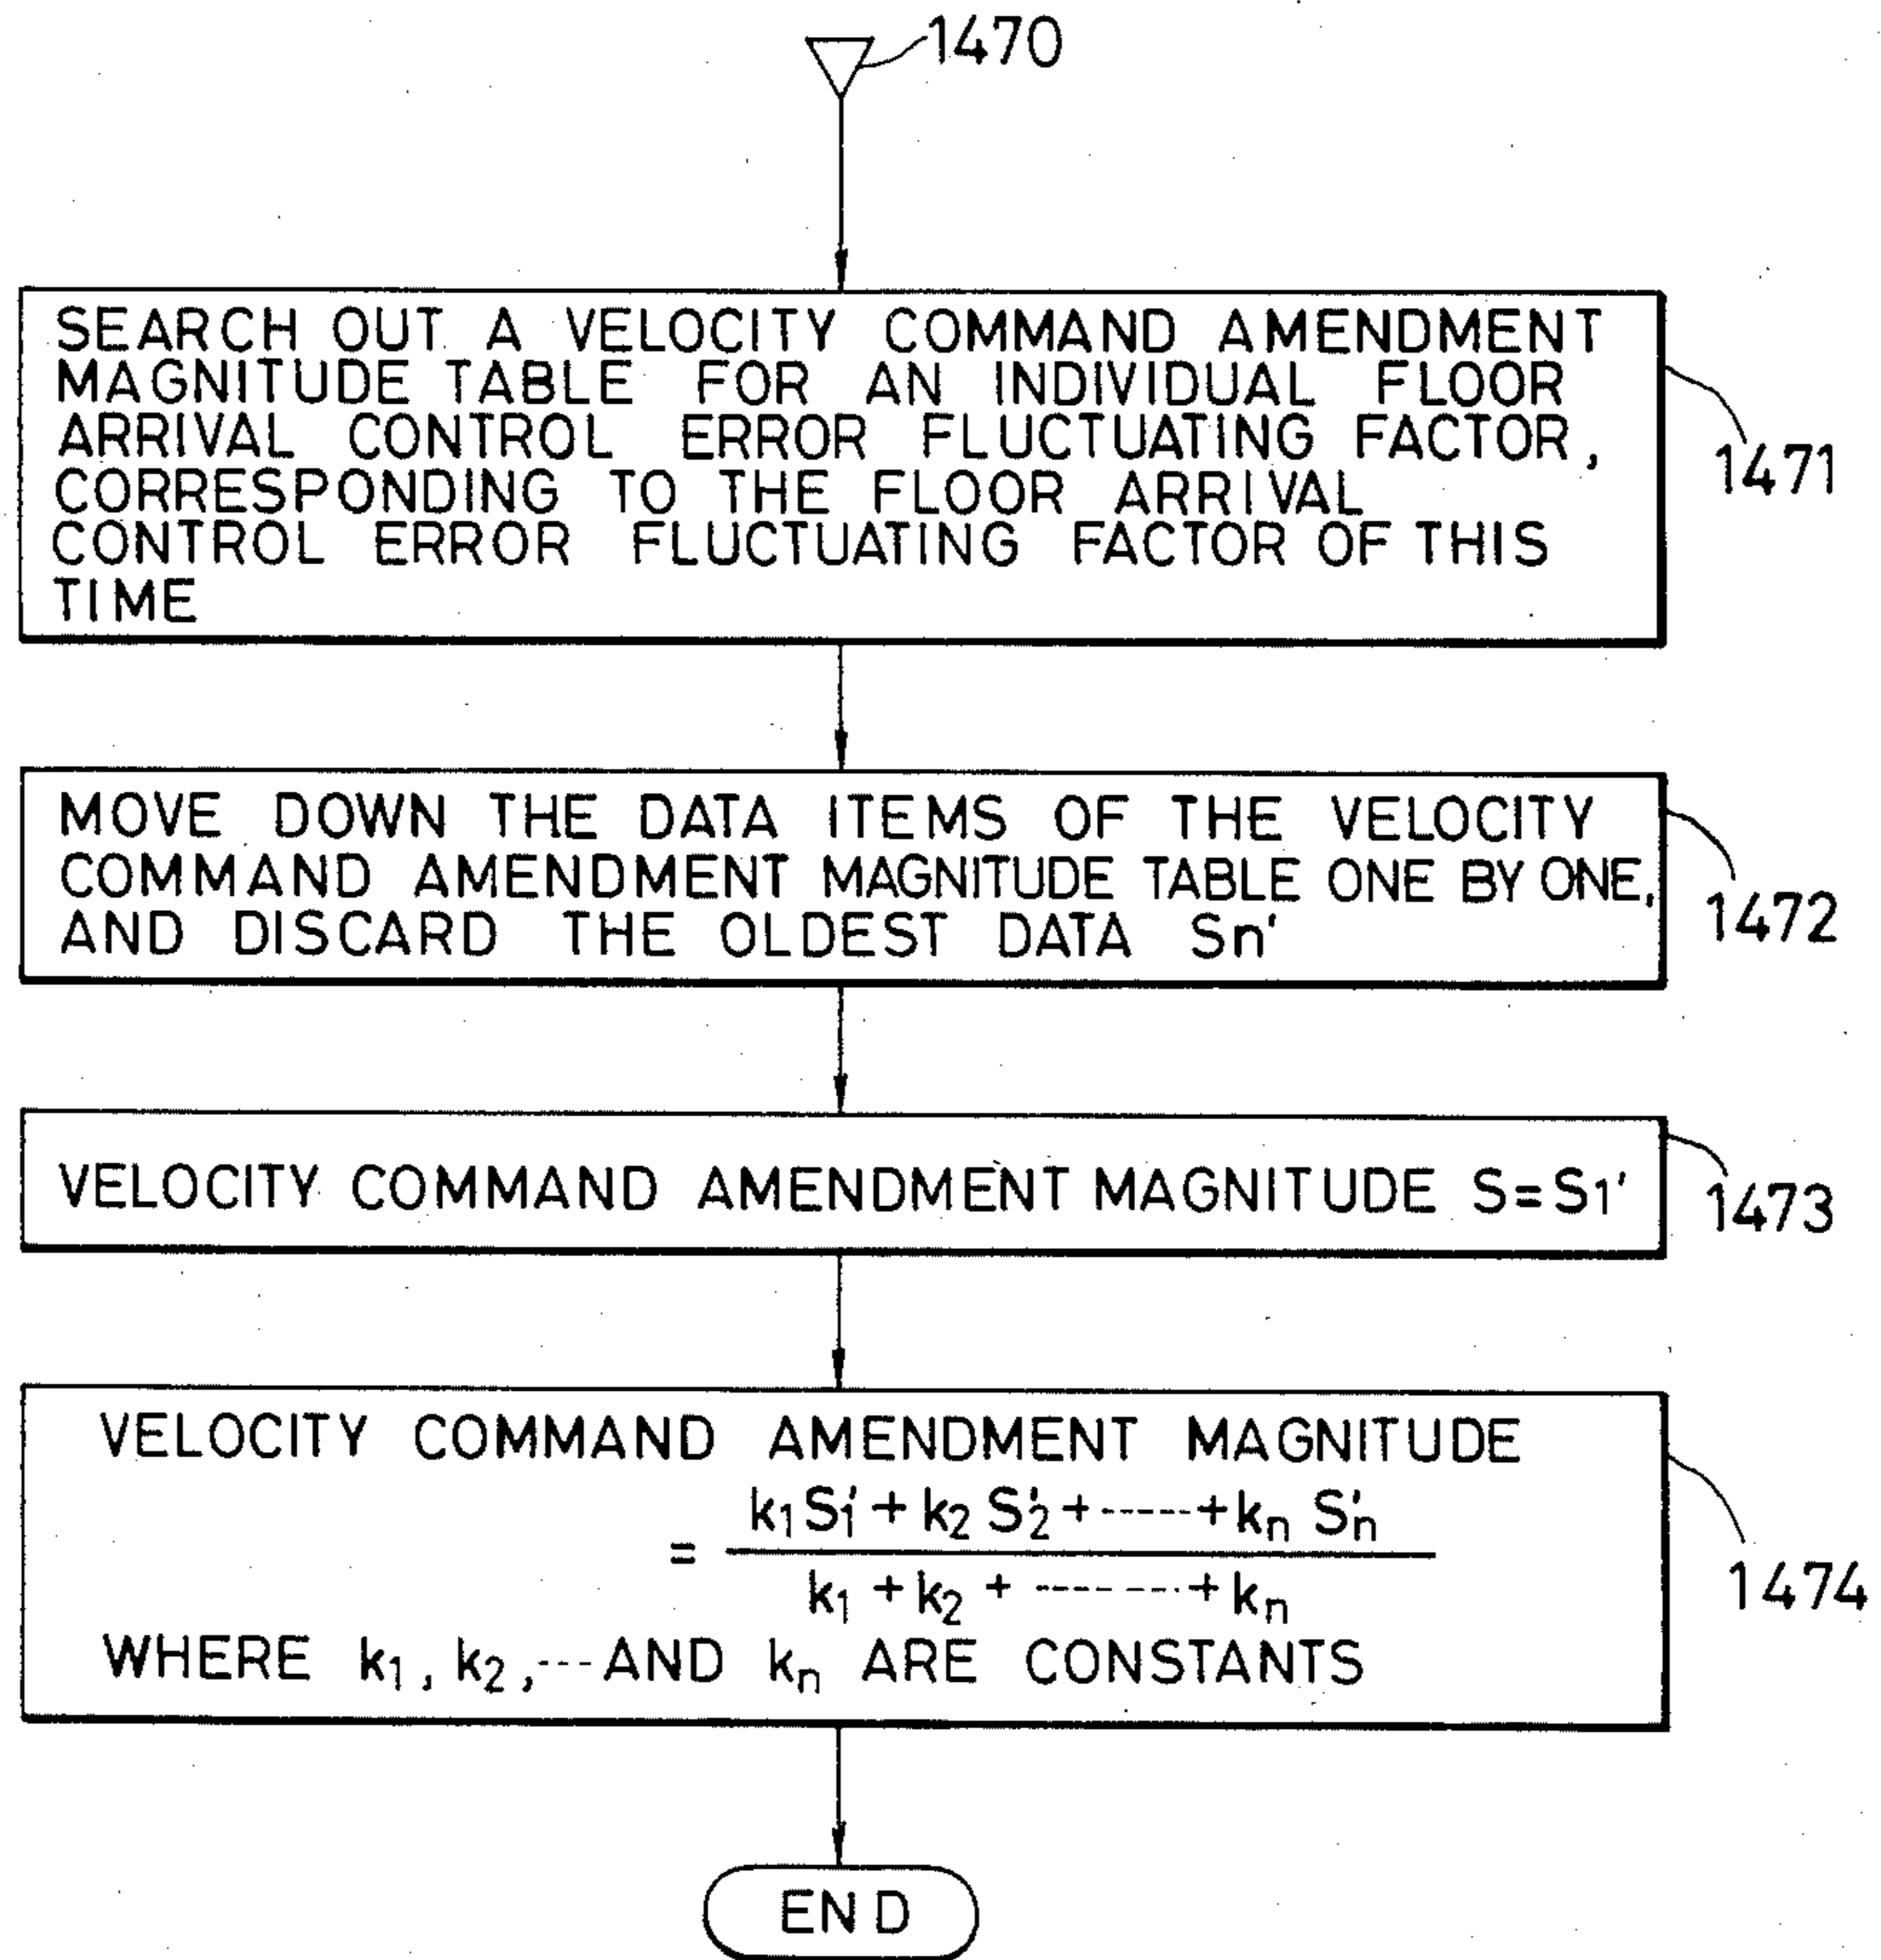 1470
SEARCH OUT A VELOCITY COMMAND AMENDMENT
MAGNITUDE TABLE FOR AN INDIVIDUAL FLOOR
ARRIVAL CONTROL ERROR FLUCTUATING FACTOR,
CORRESPONDING TO THE FLOOR ARRIVAL
CONTROL ERROR FLUCTUATING FACTOR OF THIS
TIME
1471
MOVE DOWN THE DATA ITEMS OF THE VELOCITY
COMMAND AMENDMENT MAGNITUDE TABLE ONE BY ONE,
AND DISCARD THE OLDEST DATA Sn'
1472
VELOCITY COMMAND AMENDMENT MAGNITUDE S=S1'
1473
VELOCITY COMMAND AMENDMENT MAGNITUDE
= k1 S1' + k2 S2' + ------ + kn Sn'
k1 + k2 + -------- + kn
WHERE k1, k2, --- AND kn ARE CONSTANTS
1474
END